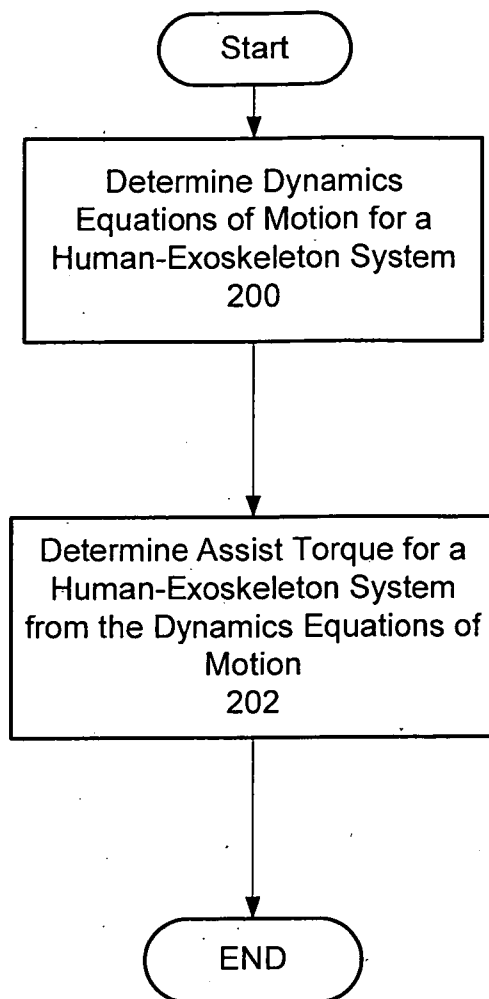 Start
Determine Dynamics
Equations of Motion for a
Human-Exoskeleton System
200
Determine Assist Torque for a
Human-Exoskeleton System
from the Dynamics Equations of
Motion
202
END